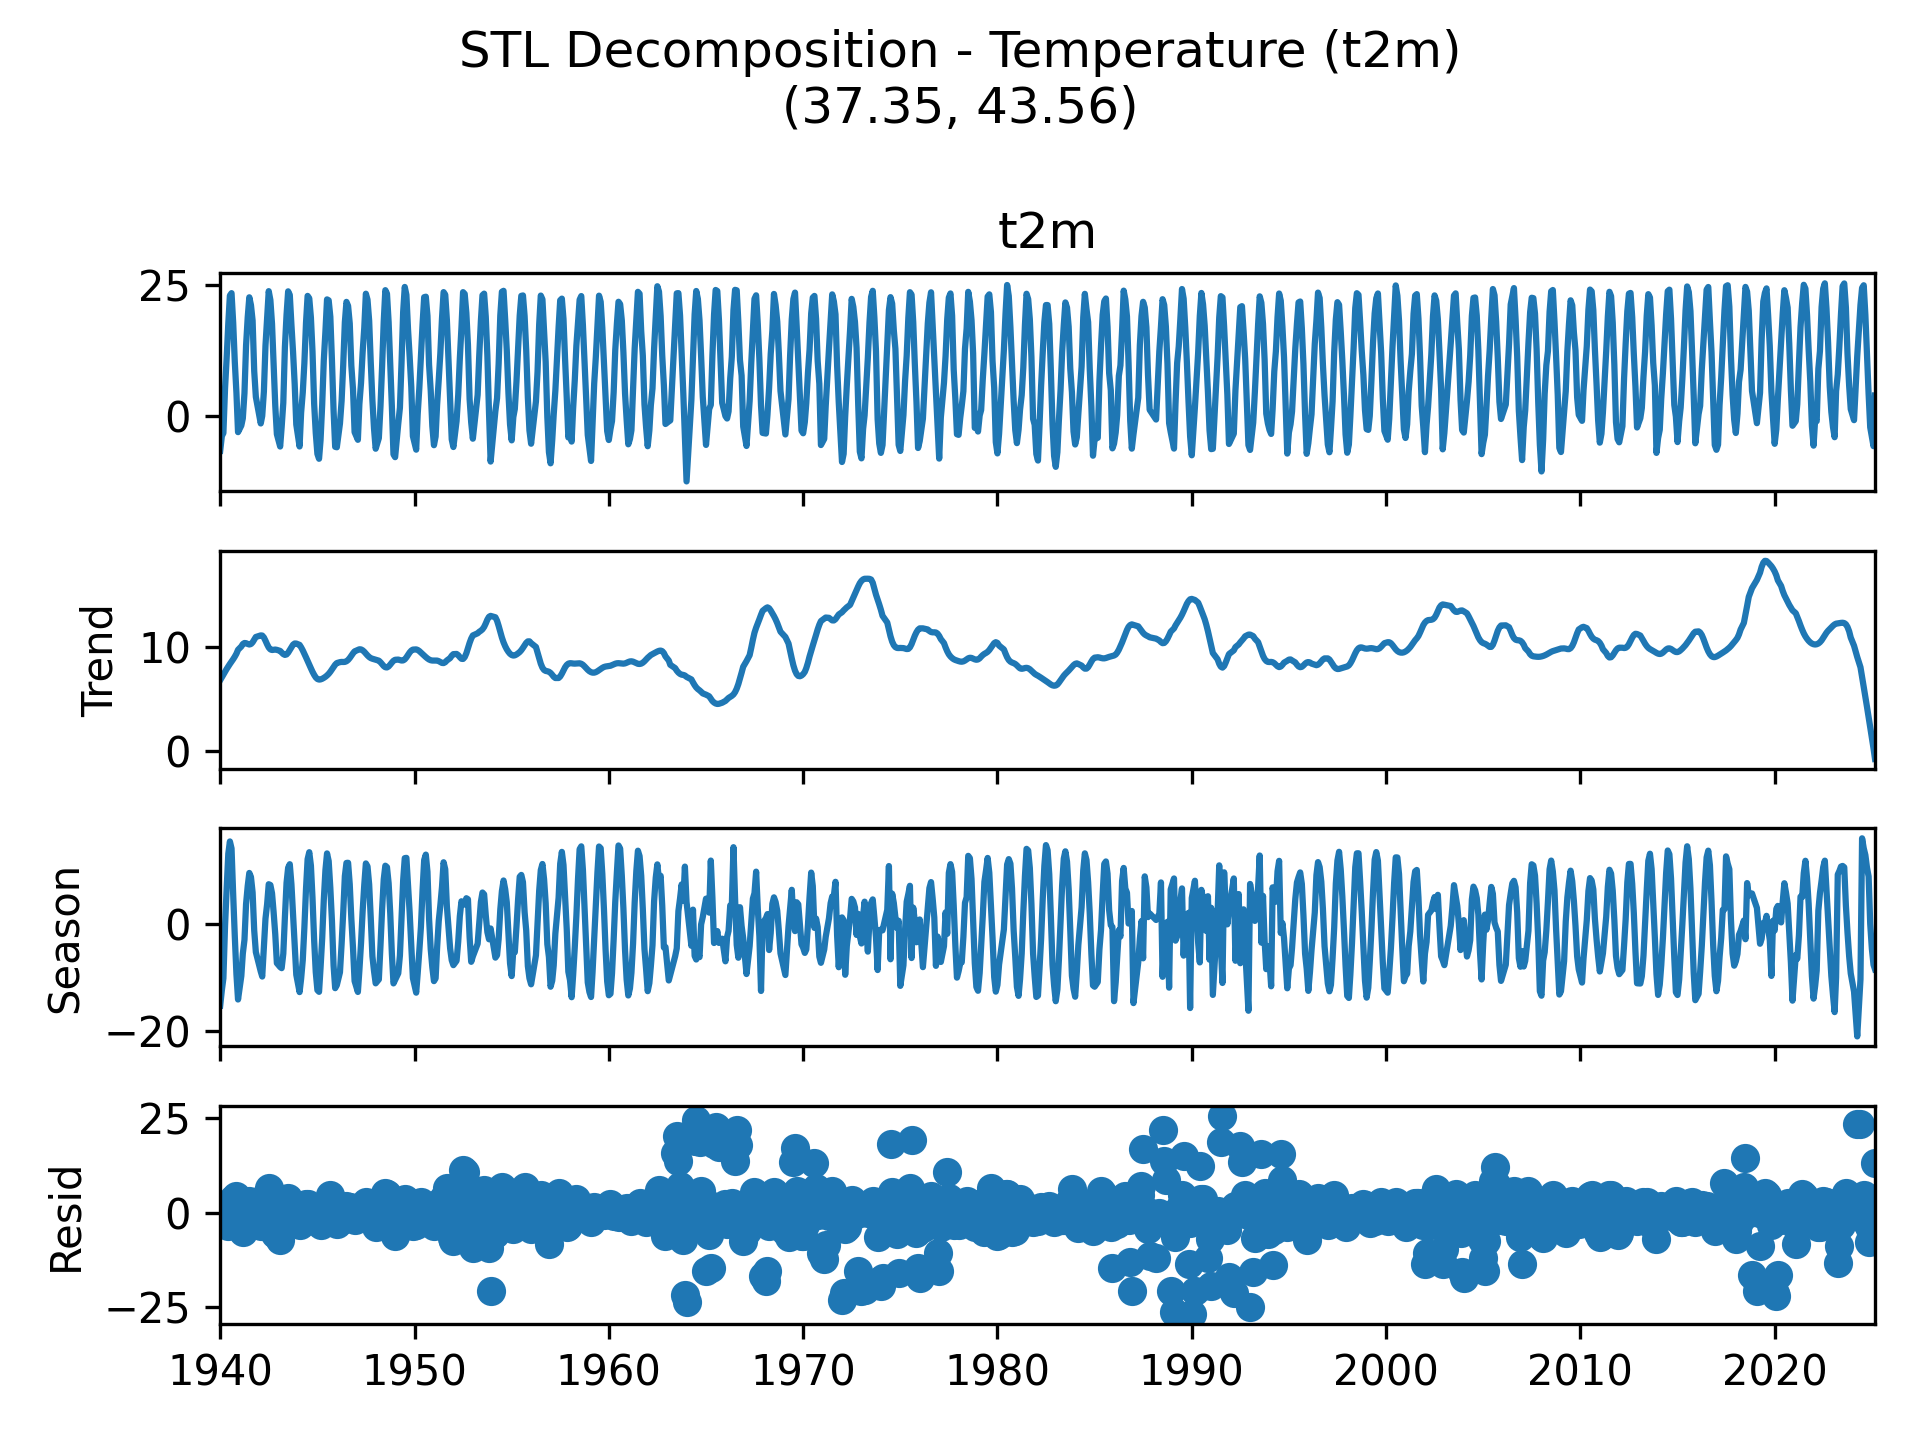 STL Decomposition - Temperature (t2m)
(37.35, 43.56)
t2m
25
0
Trend
10
0
Season
0
−20
Resid
25
0
−25
1940 1950 1960 1970 1980 1990 2000 2010 2020